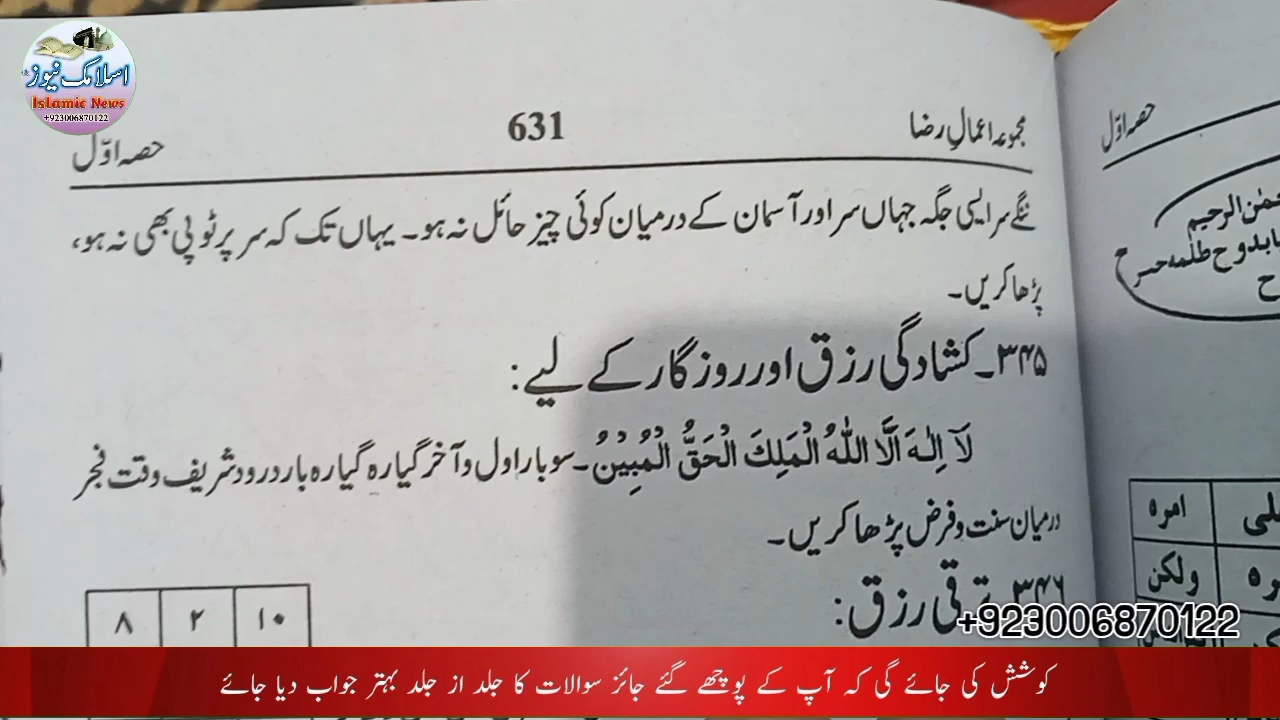 اسلامک نیوز
Islamic News
+923006870122
مجموعہ اعمالِ رضا 631 حصہ اوّل
ننگے سر ایسی جگہ جہاں سر اور آسمان کے درمیان کوئی چیز حائل نہ ہو۔ یہاں تک کہ سر پر ٹوپی بھی نہ ہو،
پڑھا کریں۔
۳۴۵۔ کشادگی رزق اور روزگار کے لیے:
لَآ اِلٰہَ اَلَّا اللّٰہُ الْمَلِکَ الْحَقُّ الْمُبِیْنُ۔ سو بار اول و آخر گیارہ گیارہ بار درود شریف وقت فجر
درمیان سنت و فرض پڑھا کریں۔
۳۴۶۔ ترقی رزق:
۱۰ ۲ ۸
حصہ اوّل
الرحیم
امرہ
ولکن
+923006870122
کوشش کی جائے گی کہ آپ کے پوچھے گئے جائز سوالات کا جلد از جلد بہتر جواب دیا جائے